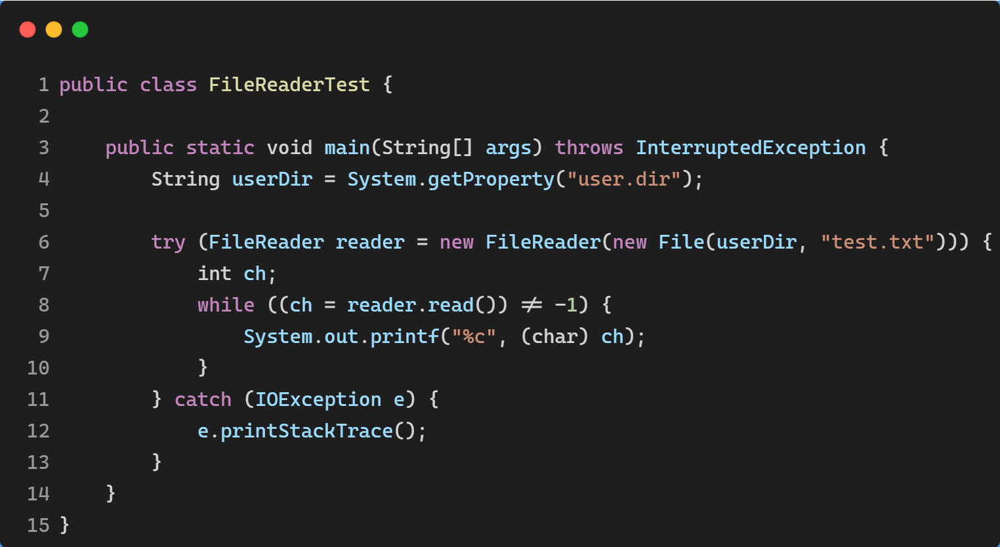 1 public class FileReaderTest {
2
3     public static void main(String[] args) throws InterruptedException {
4         String userDir = System.getProperty("user.dir");
5
6         try (FileReader reader = new FileReader(new File(userDir, "test.txt"))) {
7             int ch;
8             while ((ch = reader.read()) != -1) {
9                 System.out.printf("%c", (char) ch);
10             }
11         } catch (IOException e) {
12             e.printStackTrace();
13         }
14     }
15 }